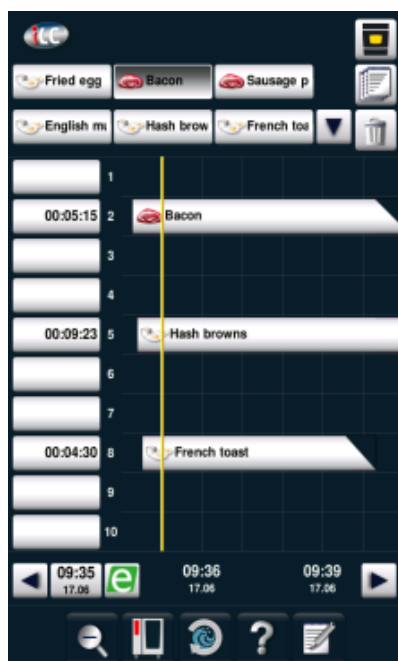 iLC
Fried egg Bacon Sausage p
English mu Hash brow French toa
1
00:05:15 2 Bacon
3
4
00:09:23 5 Hash browns
6
7
00:04:30 8 French toast
9
10
09:35 e 09:36 09:39
17.06 17.06 17.06
?